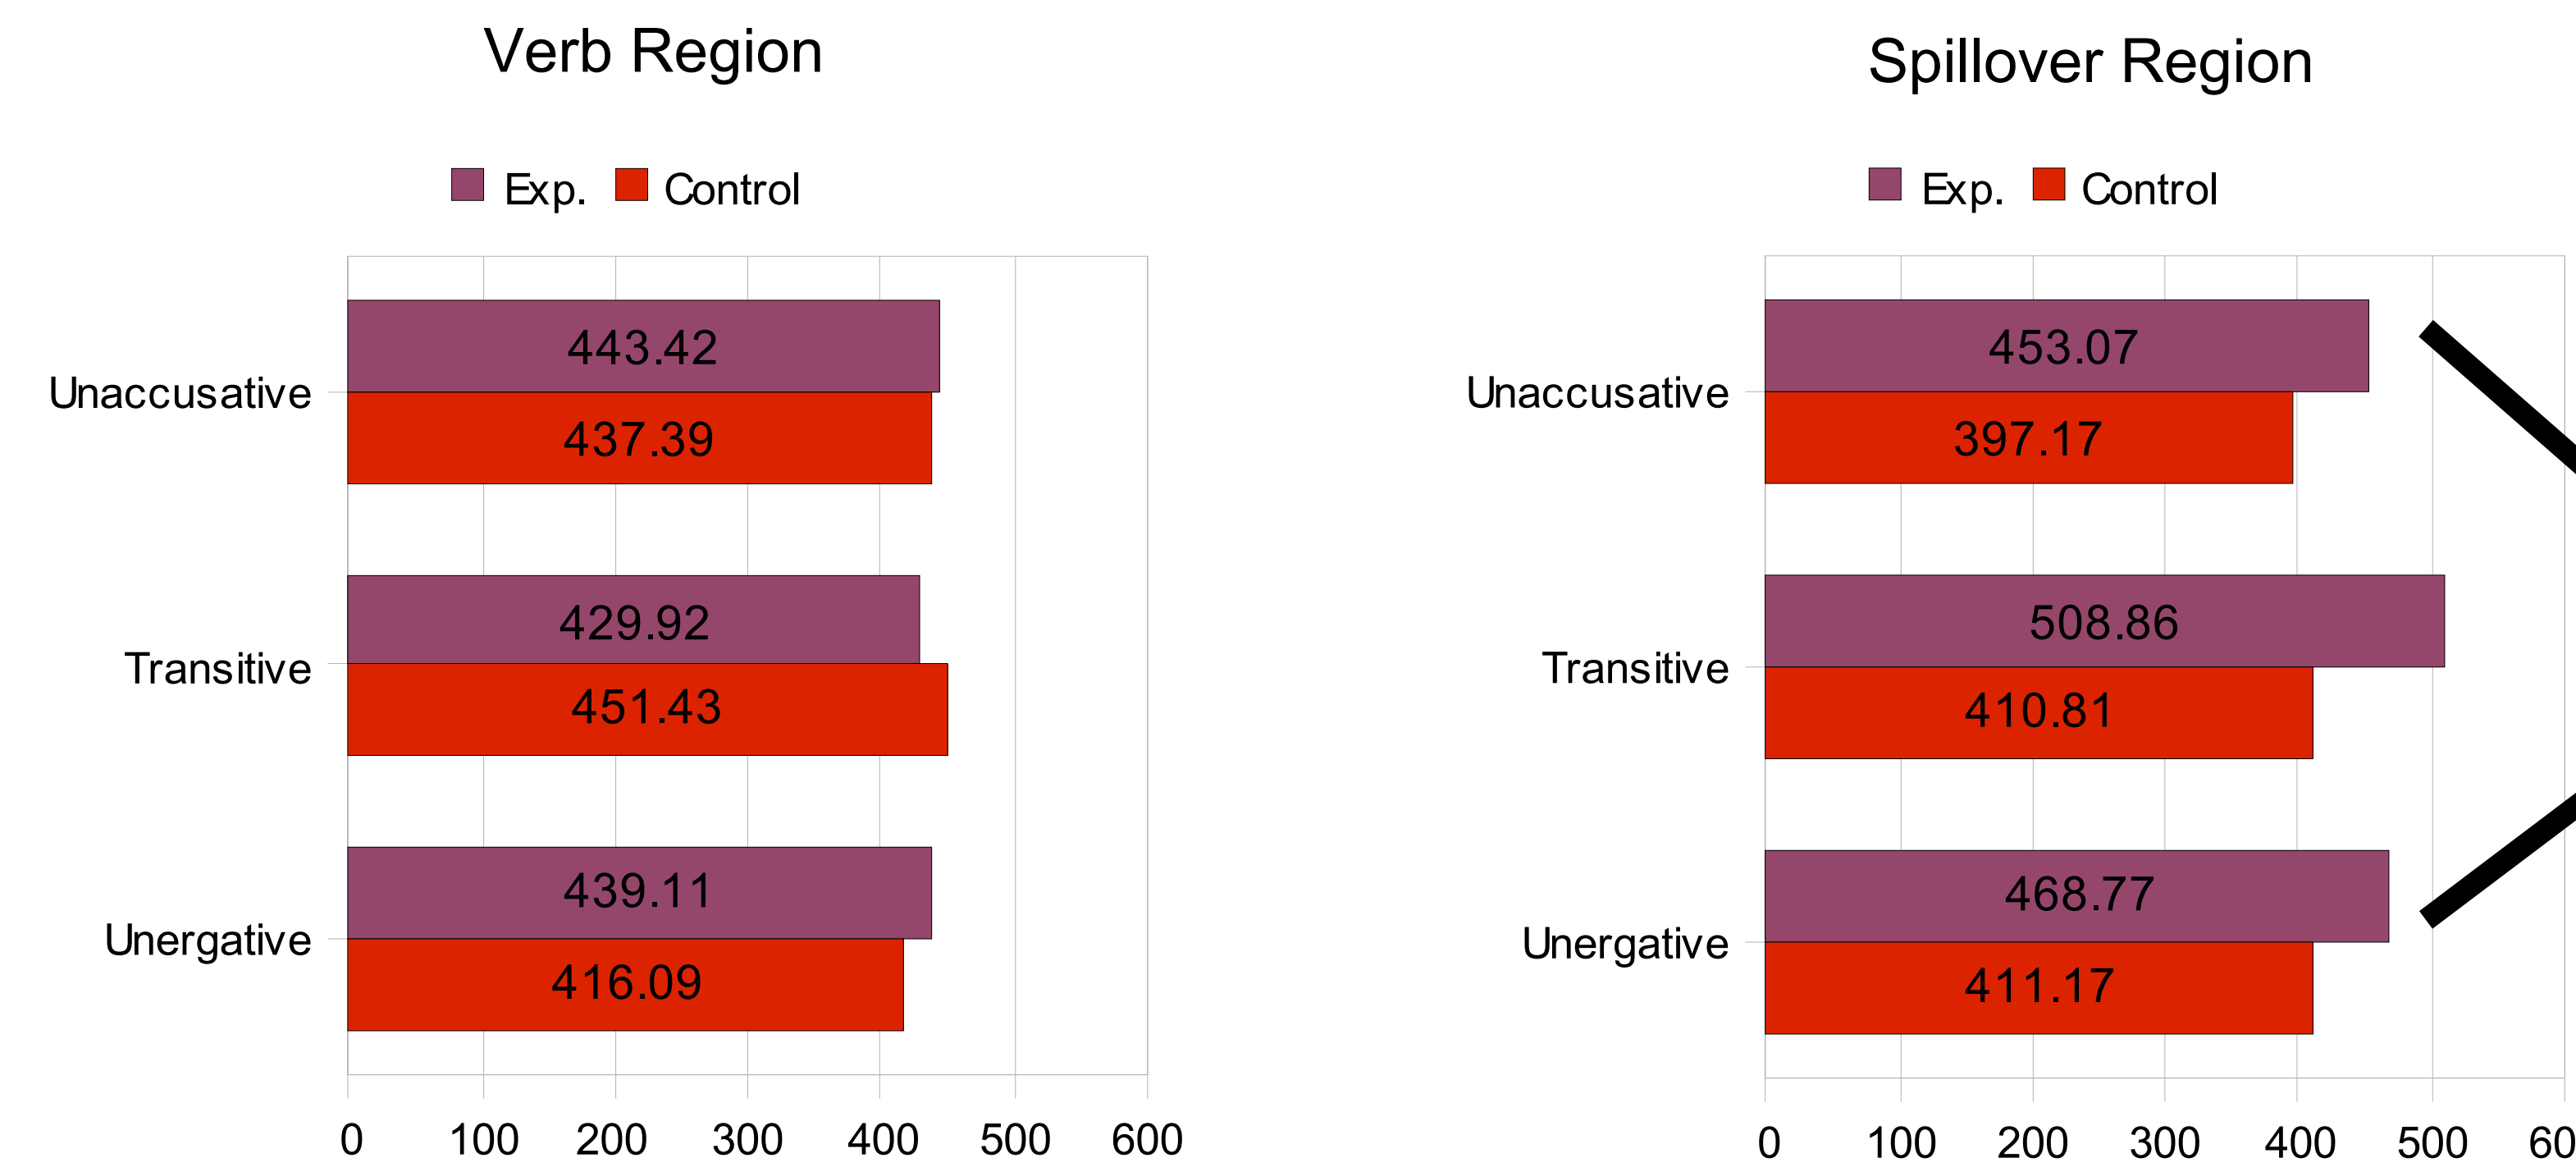 Verb Region
Exp. Control
Unaccusative
443.42
437.39
Transitive
429.92
451.43
Unergative
439.11
416.09
0 100 200 300 400 500 600
Spillover Region
Exp. Control
Unaccusative
453.07
397.17
Transitive
508.86
410.81
Unergative
468.77
411.17
0 100 200 300 400 500